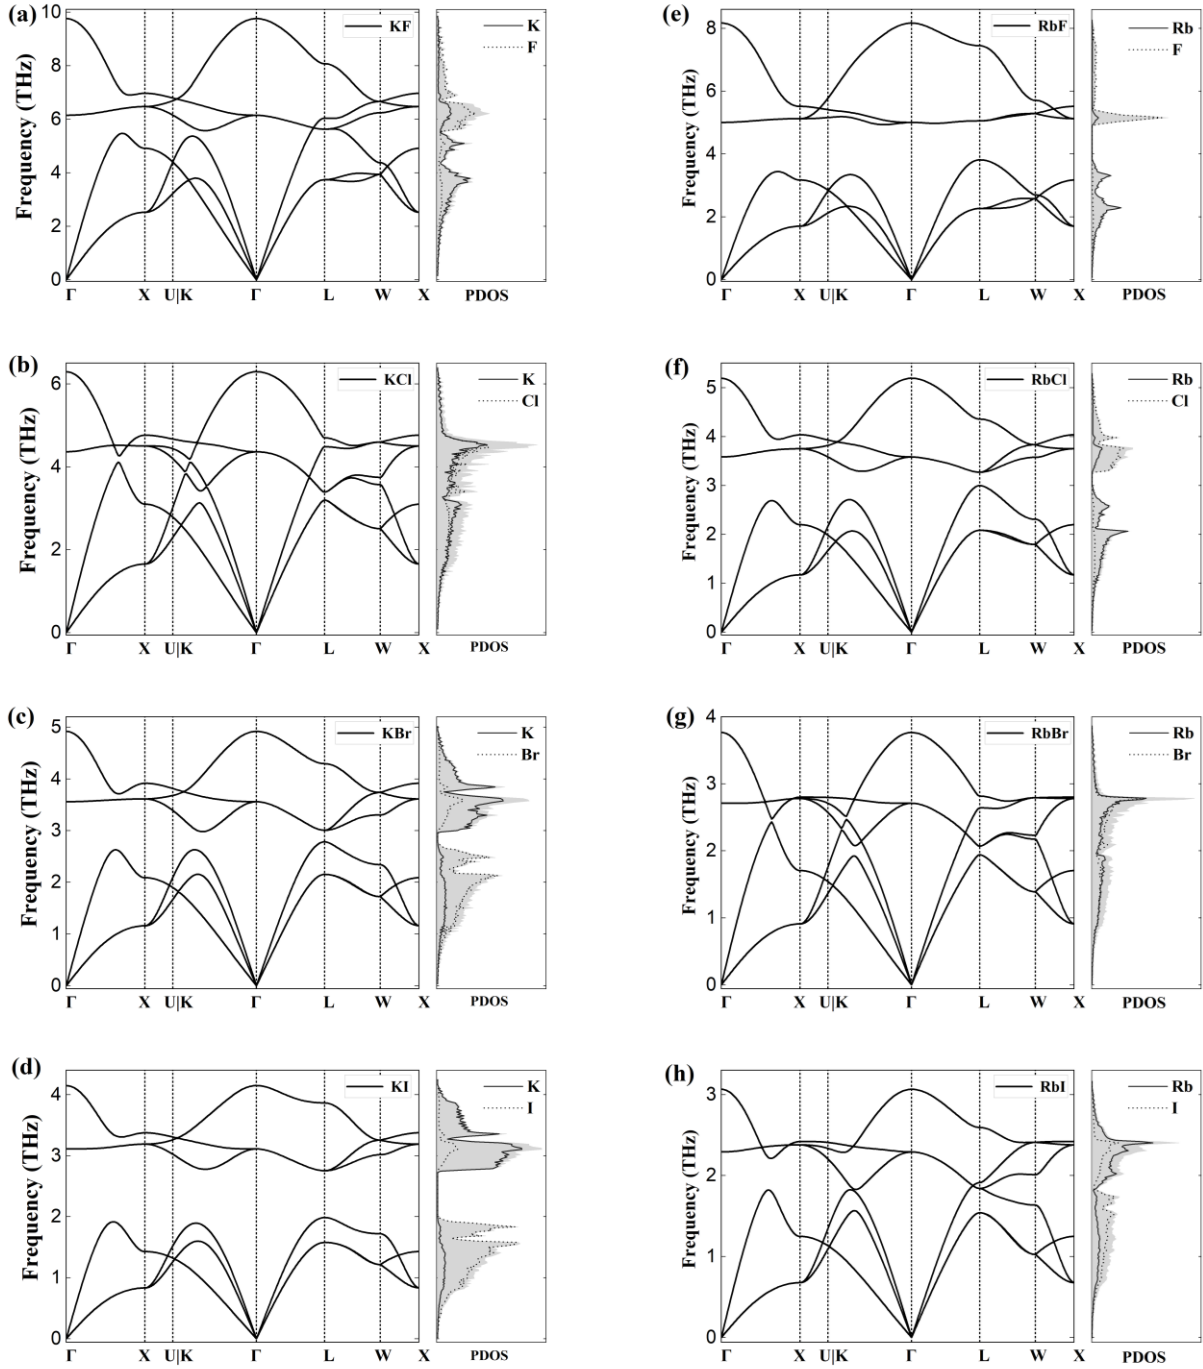 (a)
Frequency (THz)
10
8
6
4
2
0
KF
K
F
Γ X U|K Γ L W X PDOS
(e)
Frequency (THz)
8
6
4
2
0
RbF
Rb
F
Γ X U|K Γ L W X PDOS
(b)
Frequency (THz)
6
4
2
0
KCl
K
Cl
Γ X U|K Γ L W X PDOS
(f)
Frequency (THz)
5
4
3
2
1
0
RbCl
Rb
Cl
Γ X U|K Γ L W X PDOS
(c)
Frequency (THz)
5
4
3
2
1
0
KBr
K
Br
Γ X U|K Γ L W X PDOS
(g)
Frequency (THz)
4
3
2
1
0
RbBr
Rb
Br
Γ X U|K Γ L W X PDOS
(d)
Frequency (THz)
4
3
2
1
0
KI
K
I
Γ X U|K Γ L W X PDOS
(h)
Frequency (THz)
3
2
1
0
RbI
Rb
I
Γ X U|K Γ L W X PDOS